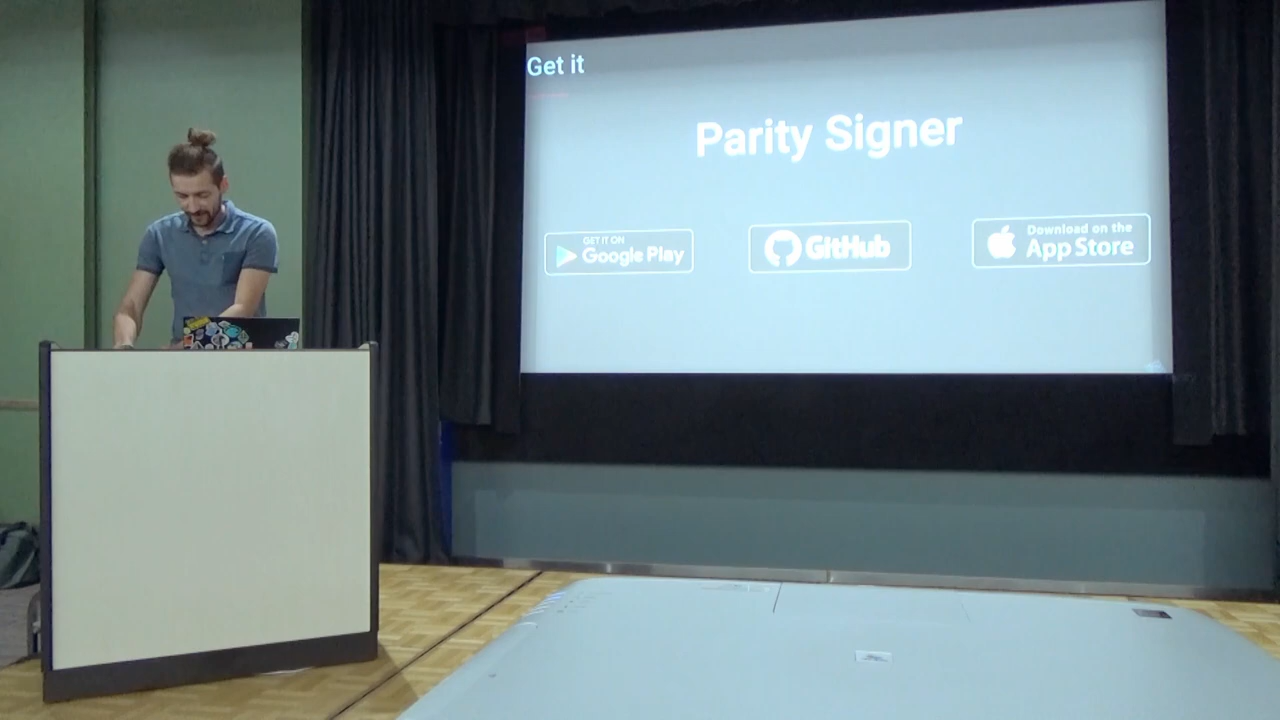 Get it
Parity Signer
GET IT ON
Google Play
GitHub
Download on the
App Store